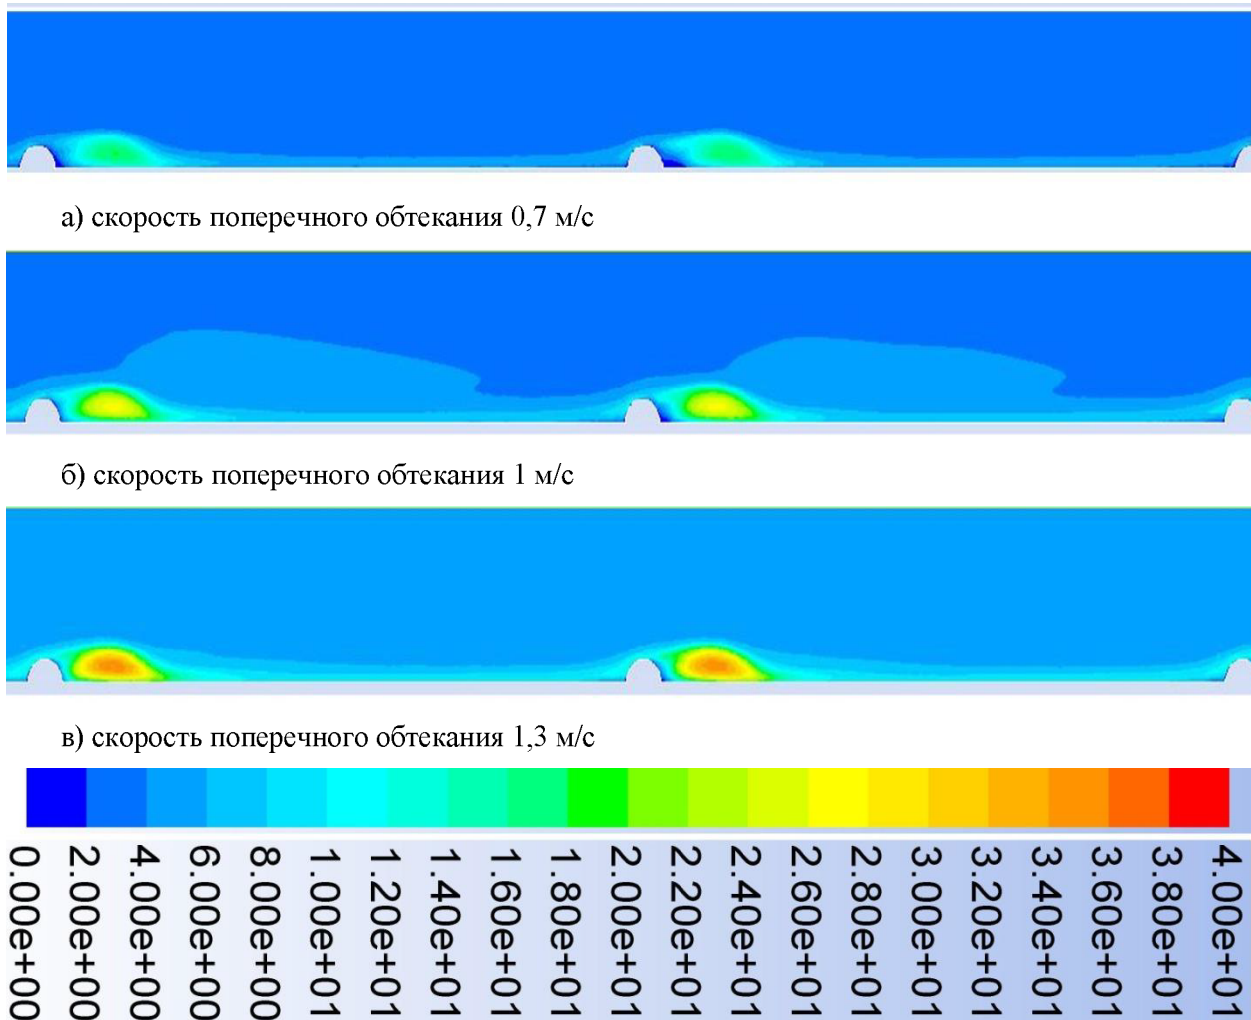 а) скорость поперечного обтекания 0,7 м/с
б) скорость поперечного обтекания 1 м/с
в) скорость поперечного обтекания 1,3 м/с
0.00e+00
2.00e+00
4.00e+00
6.00e+00
8.00e+00
1.00e+01
1.20e+01
1.40e+01
1.60e+01
1.80e+01
2.00e+01
2.20e+01
2.40e+01
2.60e+01
2.80e+01
3.00e+01
3.20e+01
3.40e+01
3.60e+01
3.80e+01
4.00e+01